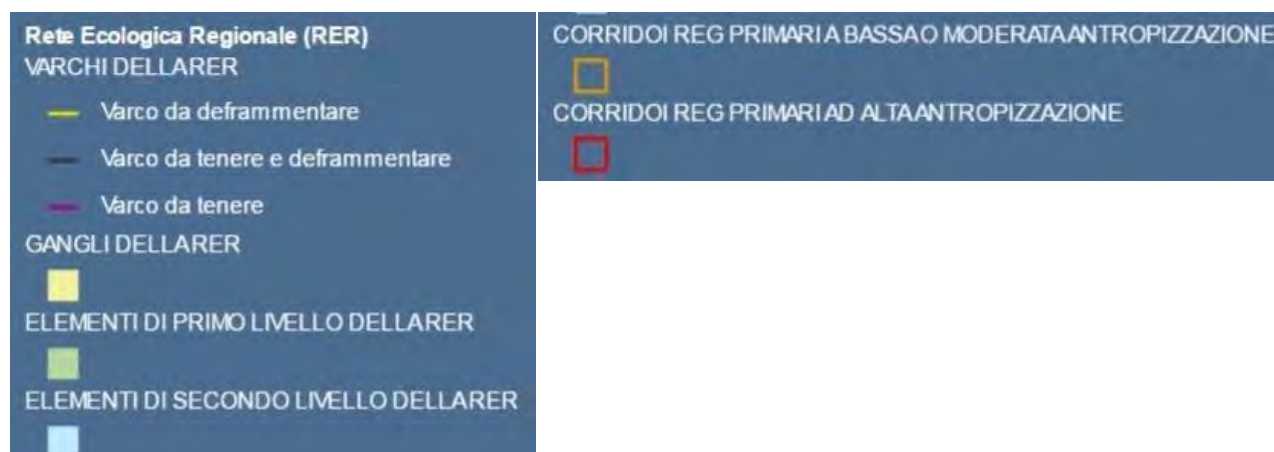 Rete Ecologica Regionale (RER)
VARCHI DELLARER
Varco da deframmentare
Varco da tenere e deframmentare
Varco da tenere
GANGLI DELLARER
ELEMENTI DI PRIMO LIVELLO DELLARER
ELEMENTI DI SECONDO LIVELLO DELLARER
CORRIDOI REG PRIMARI A BASSA O MODERATA ANTROPIZZAZIONE
CORRIDOI REG PRIMARI AD ALTA ANTROPIZZAZIONE